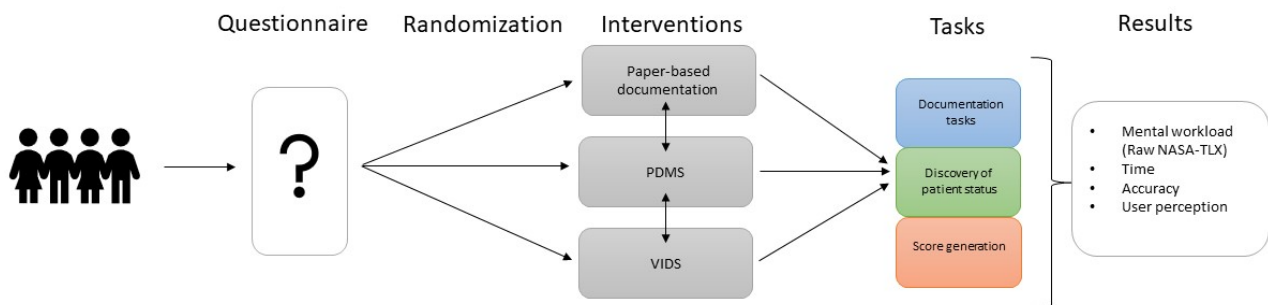 Questionnaire
Randomization
Interventions
Tasks
Results
?
Paper-based
documentation
PDMS
VIDS
Documentation
tasks
Discovery of
patient status
Score generation
• Mental workload
(Raw NASA-TLX)
• Time
• Accuracy
• User perception